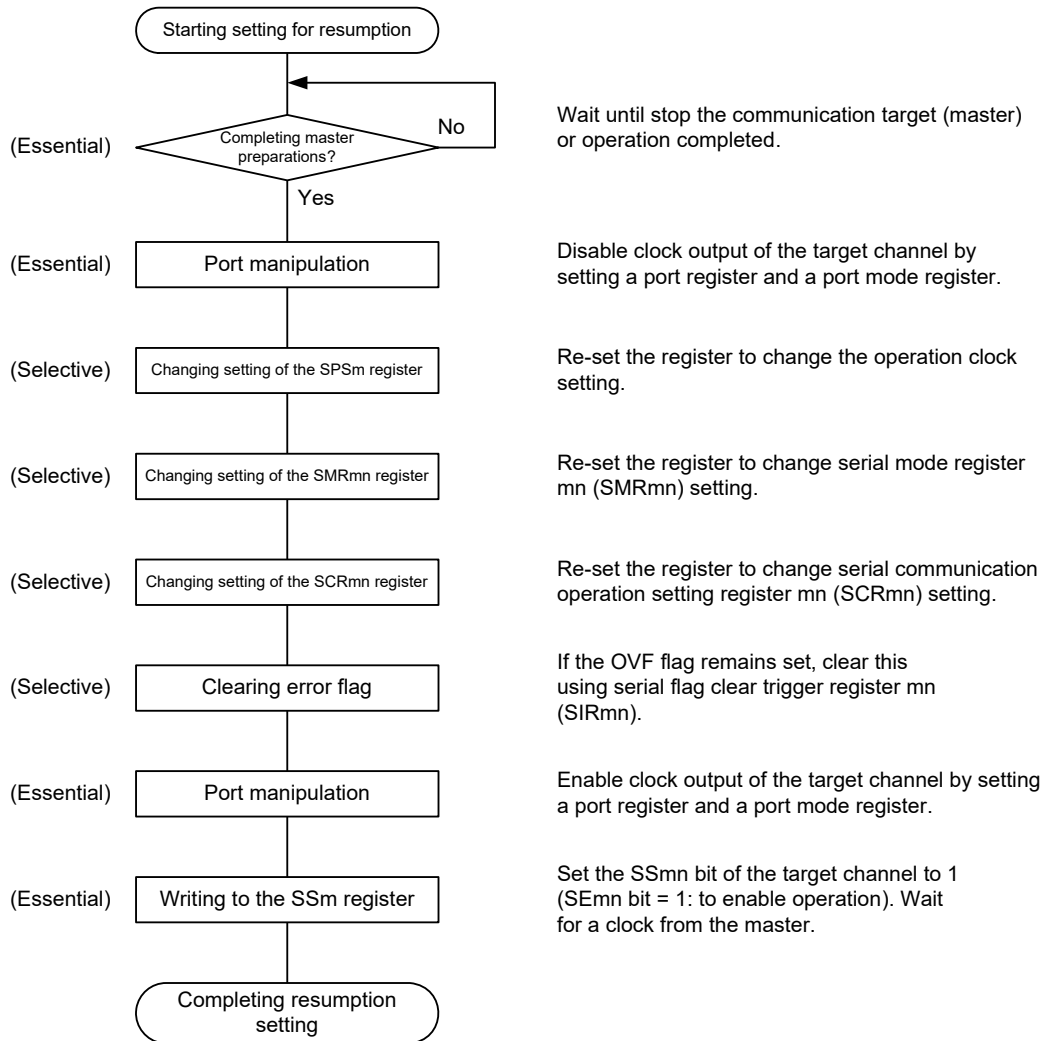 Starting setting for resumption
(Essential)
Completing master
preparations?
No
Yes
Wait until stop the communication target (master)
or operation completed.
(Essential)
Port manipulation
Disable clock output of the target channel by
setting a port register and a port mode register.
(Selective)
Changing setting of the SPSm register
Re-set the register to change the operation clock
setting.
(Selective)
Changing setting of the SMRmn register
Re-set the register to change serial mode register
mn (SMRmn) setting.
(Selective)
Changing setting of the SCRmn register
Re-set the register to change serial communication
operation setting register mn (SCRmn) setting.
(Selective)
Clearing error flag
If the OVF flag remains set, clear this
using serial flag clear trigger register mn
(SIRmn).
(Essential)
Port manipulation
Enable clock output of the target channel by setting
a port register and a port mode register.
(Essential)
Writing to the SSm register
Set the SSmn bit of the target channel to 1
(SEmn bit = 1: to enable operation). Wait
for a clock from the master.
Completing resumption
setting